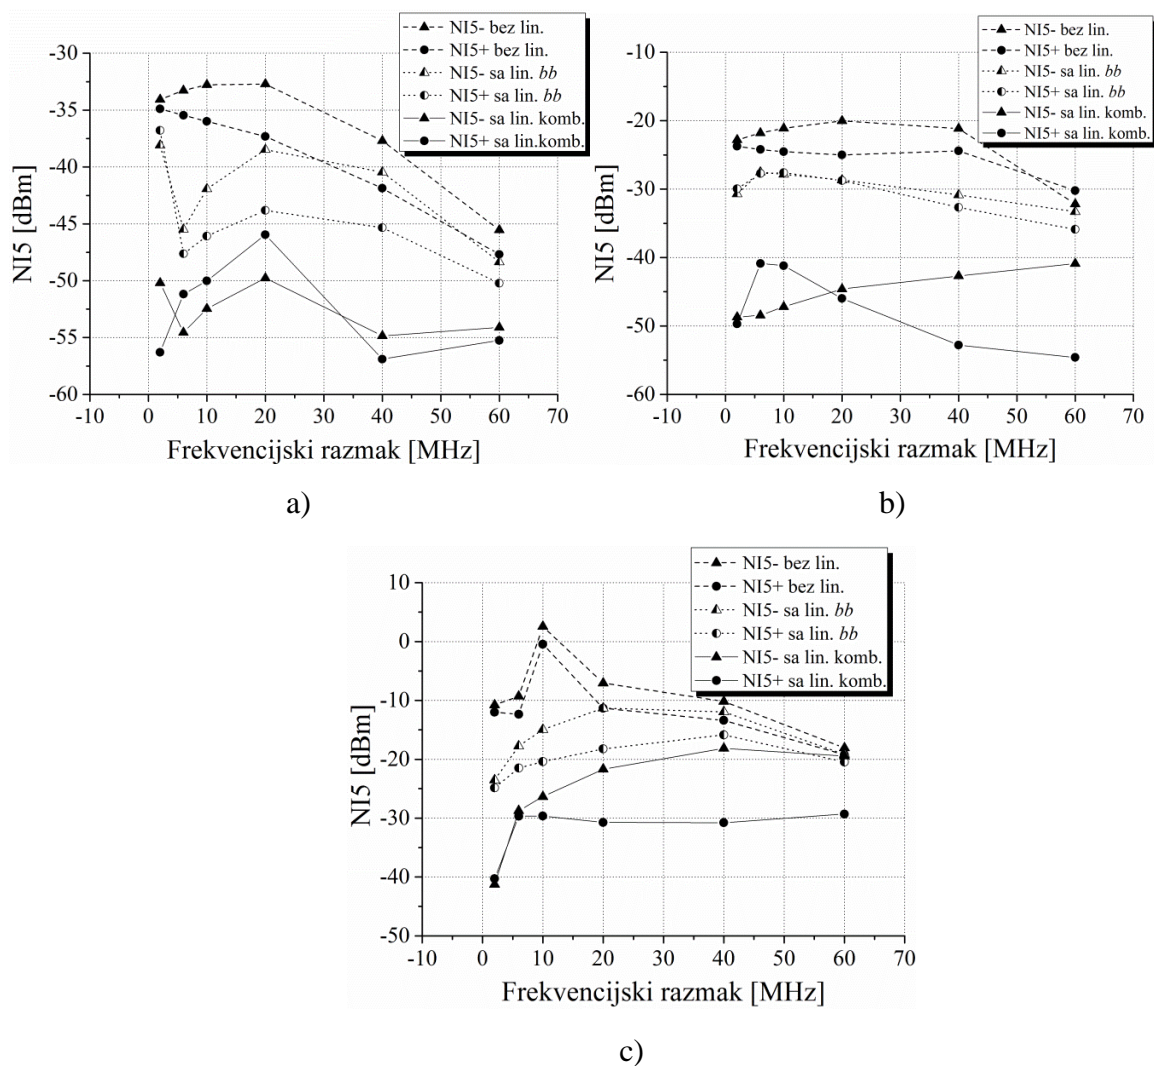 NI5- bez lin.
NI5+ bez lin.
NI5- sa lin. bb
NI5+ sa lin. bb
NI5- sa lin. komb.
NI5+ sa lin.komb.
-30
-35
-40
-45
-50
-55
-60
NI5 [dBm]
-10 0 10 20 30 40 50 60 70
Frekvencijski razmak [MHz]
a)
NI5- bez lin.
NI5+ bez lin.
NI5- sa lin. bb
NI5+ sa lin. bb
NI5- sa lin. komb.
NI5+ sa lin. komb.
-10
-20
-30
-40
-50
-60
NI5 [dBm]
-10 0 10 20 30 40 50 60 70
Frekvencijski razmak [MHz]
b)
NI5- bez lin.
NI5+ bez lin.
NI5- sa lin. bb
NI5+ sa lin. bb
NI5- sa lin. komb.
NI5+ sa lin. komb.
10
0
-10
-20
-30
-40
-50
NI5 [dBm]
-10 0 10 20 30 40 50 60 70
Frekvencijski razmak [MHz]
c)